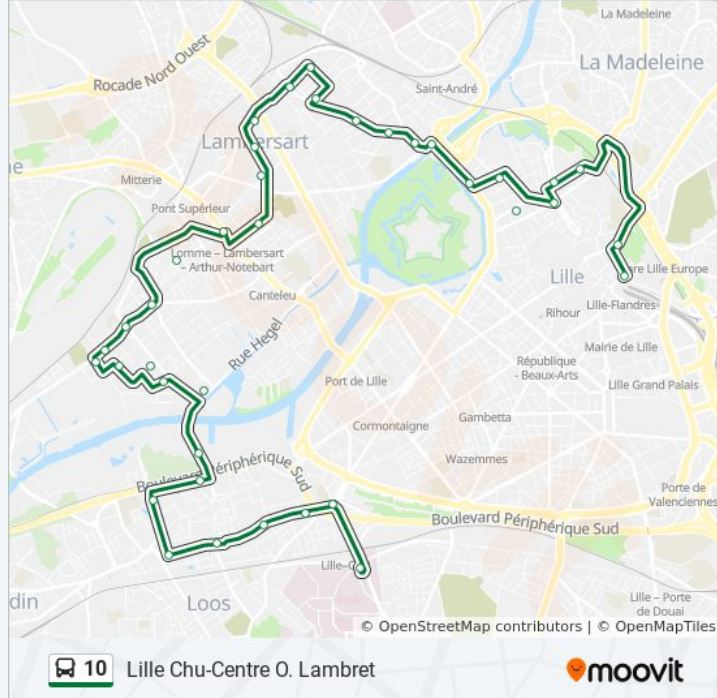 La Madeleine
La Madeleine
Rocade Nord Ouest
Saint-André
Lambersart
Mitterie
Pont Supérieur
Lomme – Lambersart
– Arthur-Notebart
Lille
are Lille Europe
Canteleu
Lille-Flandres
Rihour
Rue Hegel
Mairie de Lille
République
- Beaux-Arts
Port de Lille
Lille Grand Palais
Gambetta
Cormontaigne
Wazemmes
Boulevard Périphérique Sud
Porte de
Valenciennes
Boulevard Périphérique Sud
Lille–C
din
Loos
Lille – Porte
de Douai
© OpenStreetMap contributors | © OpenMapTiles
10 Lille Chu-Centre O. Lambret
moovit